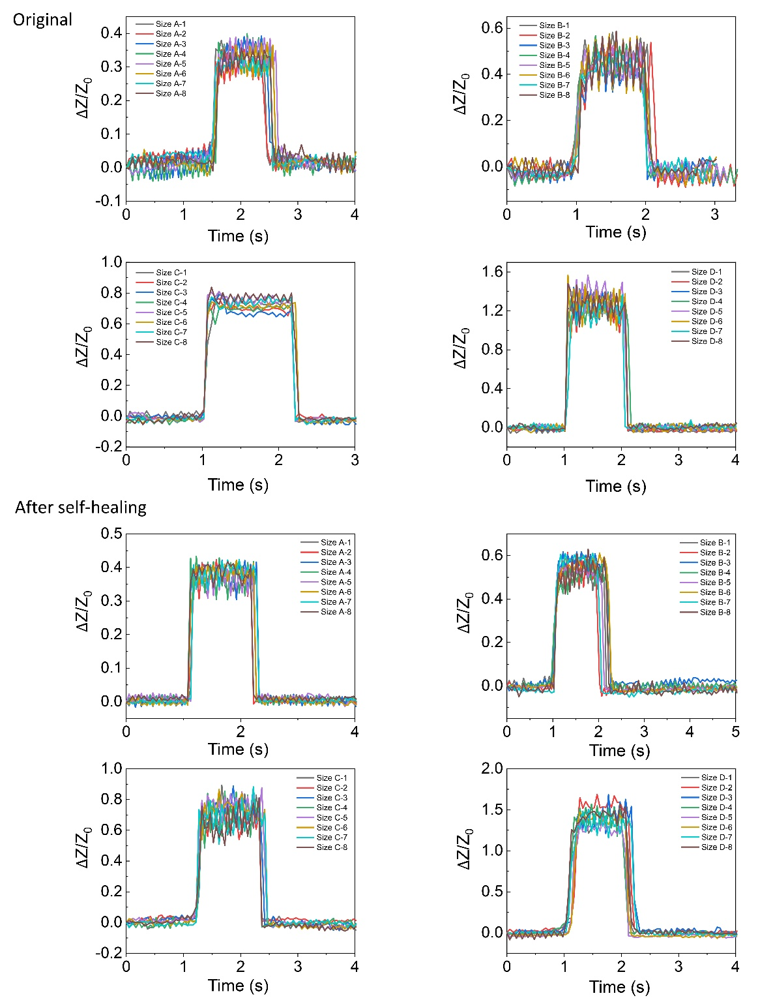 Original
0.4
0.3
0.2
0.1
0.0
-0.1
ΔZ/Z0
Size A-1
Size A-2
Size A-3
Size A-4
Size A-5
Size A-6
Size A-7
Size A-8
0 1 2 3 4
Time (s)
0.6
0.4
0.2
0.0
ΔZ/Z0
Size B-1
Size B-2
Size B-3
Size B-4
Size B-5
Size B-6
Size B-7
Size B-8
0 1 2 3
Time (s)
1.0
0.8
0.6
0.4
0.2
0.0
-0.2
ΔZ/Z0
Size C-1
Size C-2
Size C-3
Size C-4
Size C-5
Size C-6
Size C-7
Size C-8
0 1 2 3
Time (s)
1.6
1.2
0.8
0.4
0.0
ΔZ/Z0
Size D-1
Size D-2
Size D-3
Size D-4
Size D-5
Size D-6
Size D-7
Size D-8
0 1 2 3 4
Time (s)
After self-healing
0.5
0.4
0.3
0.2
0.1
0.0
ΔZ/Z0
Size A-1
Size A-2
Size A-3
Size A-4
Size A-5
Size A-6
Size A-7
Size A-8
0 2 4
Time (s)
0.6
0.4
0.2
0.0
ΔZ/Z0
Size B-1
Size B-2
Size B-3
Size B-4
Size B-5
Size B-6
Size B-7
Size B-8
0 1 2 3 4 5
Time (s)
1.0
0.8
0.6
0.4
0.2
0.0
-0.2
ΔZ/Z0
Size C-1
Size C-2
Size C-3
Size C-4
Size C-5
Size C-6
Size C-7
Size C-8
0 1 2 3 4
Time (s)
2.0
1.5
1.0
0.5
0.0
ΔZ/Z0
Size D-1
Size D-2
Size D-3
Size D-4
Size D-5
Size D-6
Size D-7
Size D-8
0 1 2 3 4
Time (s)